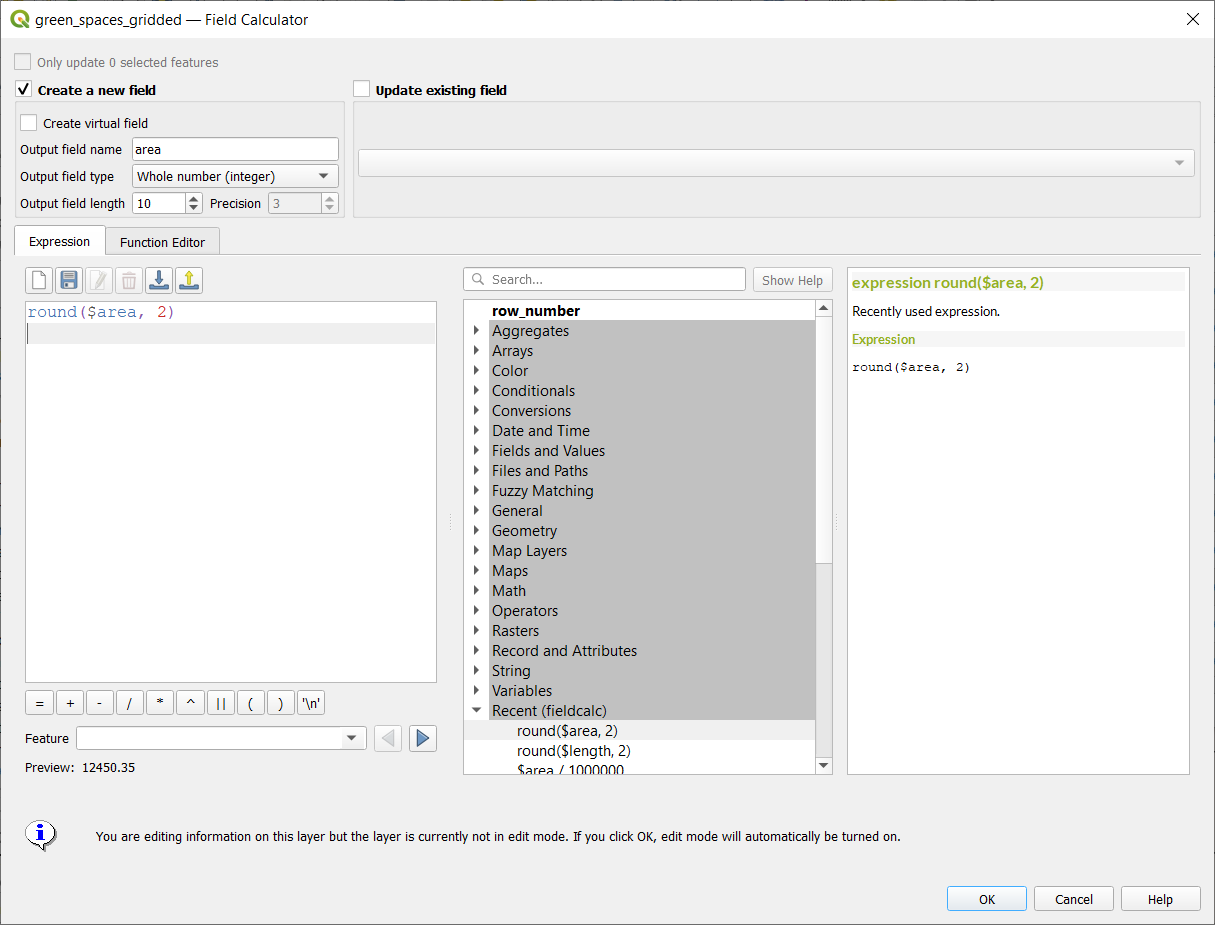 green_spaces_gridded — Field Calculator
Only update 0 selected features
Create a new field
Update existing field
Create virtual field
Output field name area
Output field type Whole number (integer)
Output field length 10 Precision 3
Expression Function Editor
Search... Show Help
round($area, 2)
row_number
Aggregates
Arrays
Color
Conditionals
Conversions
Date and Time
Fields and Values
Files and Paths
Fuzzy Matching
General
Geometry
Map Layers
Maps
Math
Operators
Rasters
Record and Attributes
String
Variables
Recent (fieldcalc)
round($area, 2)
round($length, 2)
$area / 1000000
expression round($area, 2)
Recently used expression.
Expression
round($area, 2)
= + - / * ^ || ( ) '\n'
Feature
Preview: 12450.35
You are editing information on this layer but the layer is currently not in edit mode. If you click OK, edit mode will automatically be turned on.
OK Cancel Help